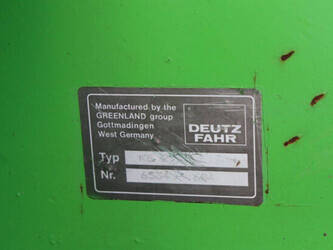 Manufactured by the
GREENLAND group
Gottmadingen
West Germany
DEUTZ
FAHR
Typ
Nr.